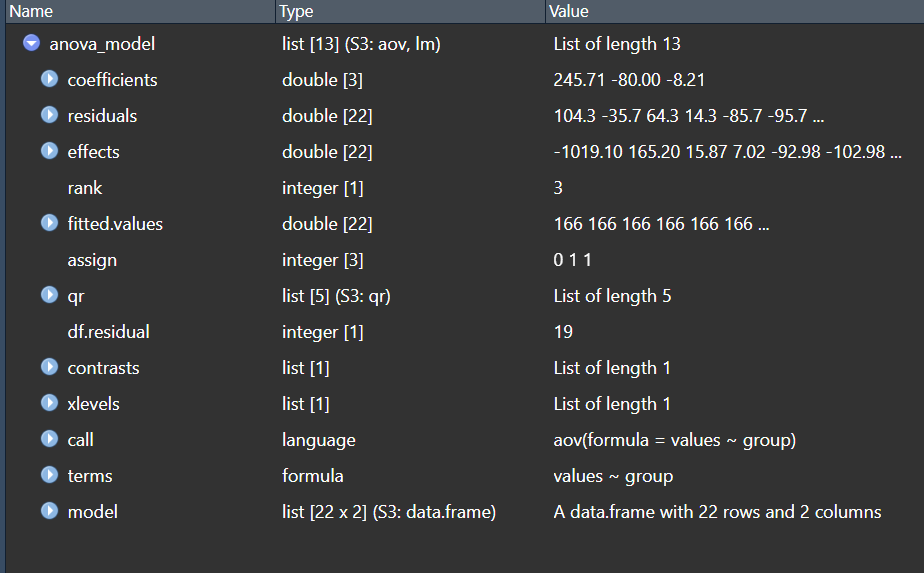 Name Type Value
anova_model list [13] (S3: aov, lm) List of length 13
coefficients double [3] 245.71 -80.00 -8.21
residuals double [22] 104.3 -35.7 64.3 14.3 -85.7 -95.7 ...
effects double [22] -1019.10 165.20 15.87 7.02 -92.98 -102.98 ...
rank integer [1] 3
fitted.values double [22] 166 166 166 166 166 166 ...
assign integer [3] 0 1 1
qr list [5] (S3: qr) List of length 5
df.residual integer [1] 19
contrasts list [1] List of length 1
xlevels list [1] List of length 1
call language aov(formula = values ~ group)
terms formula values ~ group
model list [22 x 2] (S3: data.frame) A data.frame with 22 rows and 2 columns